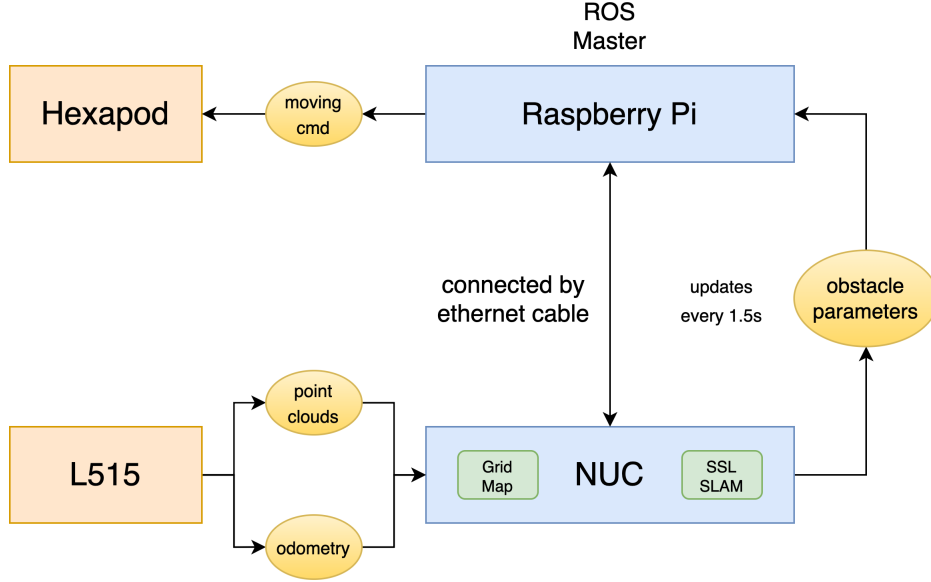 ROS
Master
Hexapod
moving
cmd
Raspberry Pi
connected by
ethernet cable
updates
every 1.5s
obstacle
parameters
point
clouds
L515
Grid
Map
NUC
SSL
SLAM
odometry